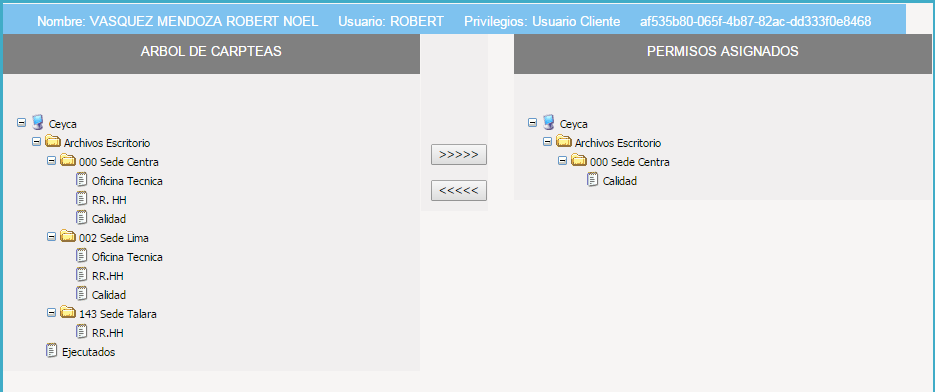 Nombre: VASQUEZ MENDOZA ROBERT NOEL Usuario: ROBERT Privilegios: Usuario Cliente af535b80-065f-4b87-82ac-dd333f0e8468
ARBOL DE CARPTEAS
Ceyca
Archivos Escritorio
000 Sede Centra
Oficina Tecnica
RR. HH
Calidad
002 Sede Lima
Oficina Tecnica
RR.HH
Calidad
143 Sede Talara
RR.HH
Ejecutados
>>>>>
<<<<<
PERMISOS ASIGNADOS
Ceyca
Archivos Escritorio
000 Sede Centra
Calidad